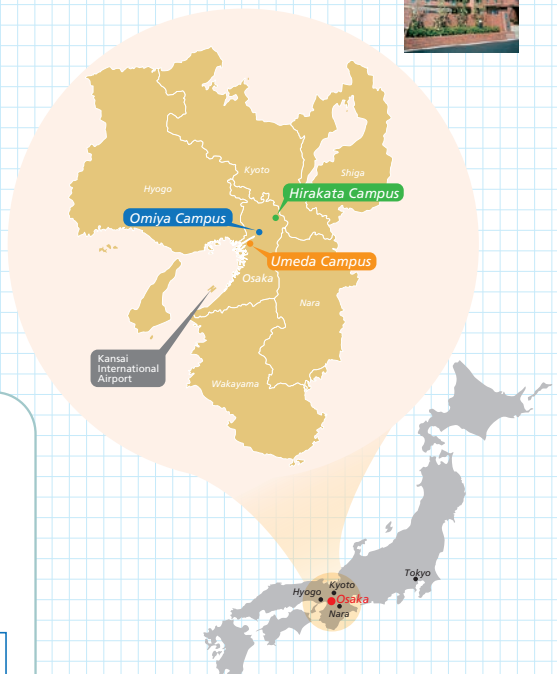 Kyoto
Shiga
Hyogo
Hirakata Campus
Omiya Campus
Umeda Campus
Osaka
Nara
Kansai
International
Airport
Wakayama
Tokyo
Kyoto
Hyogo
Osaka
Nara